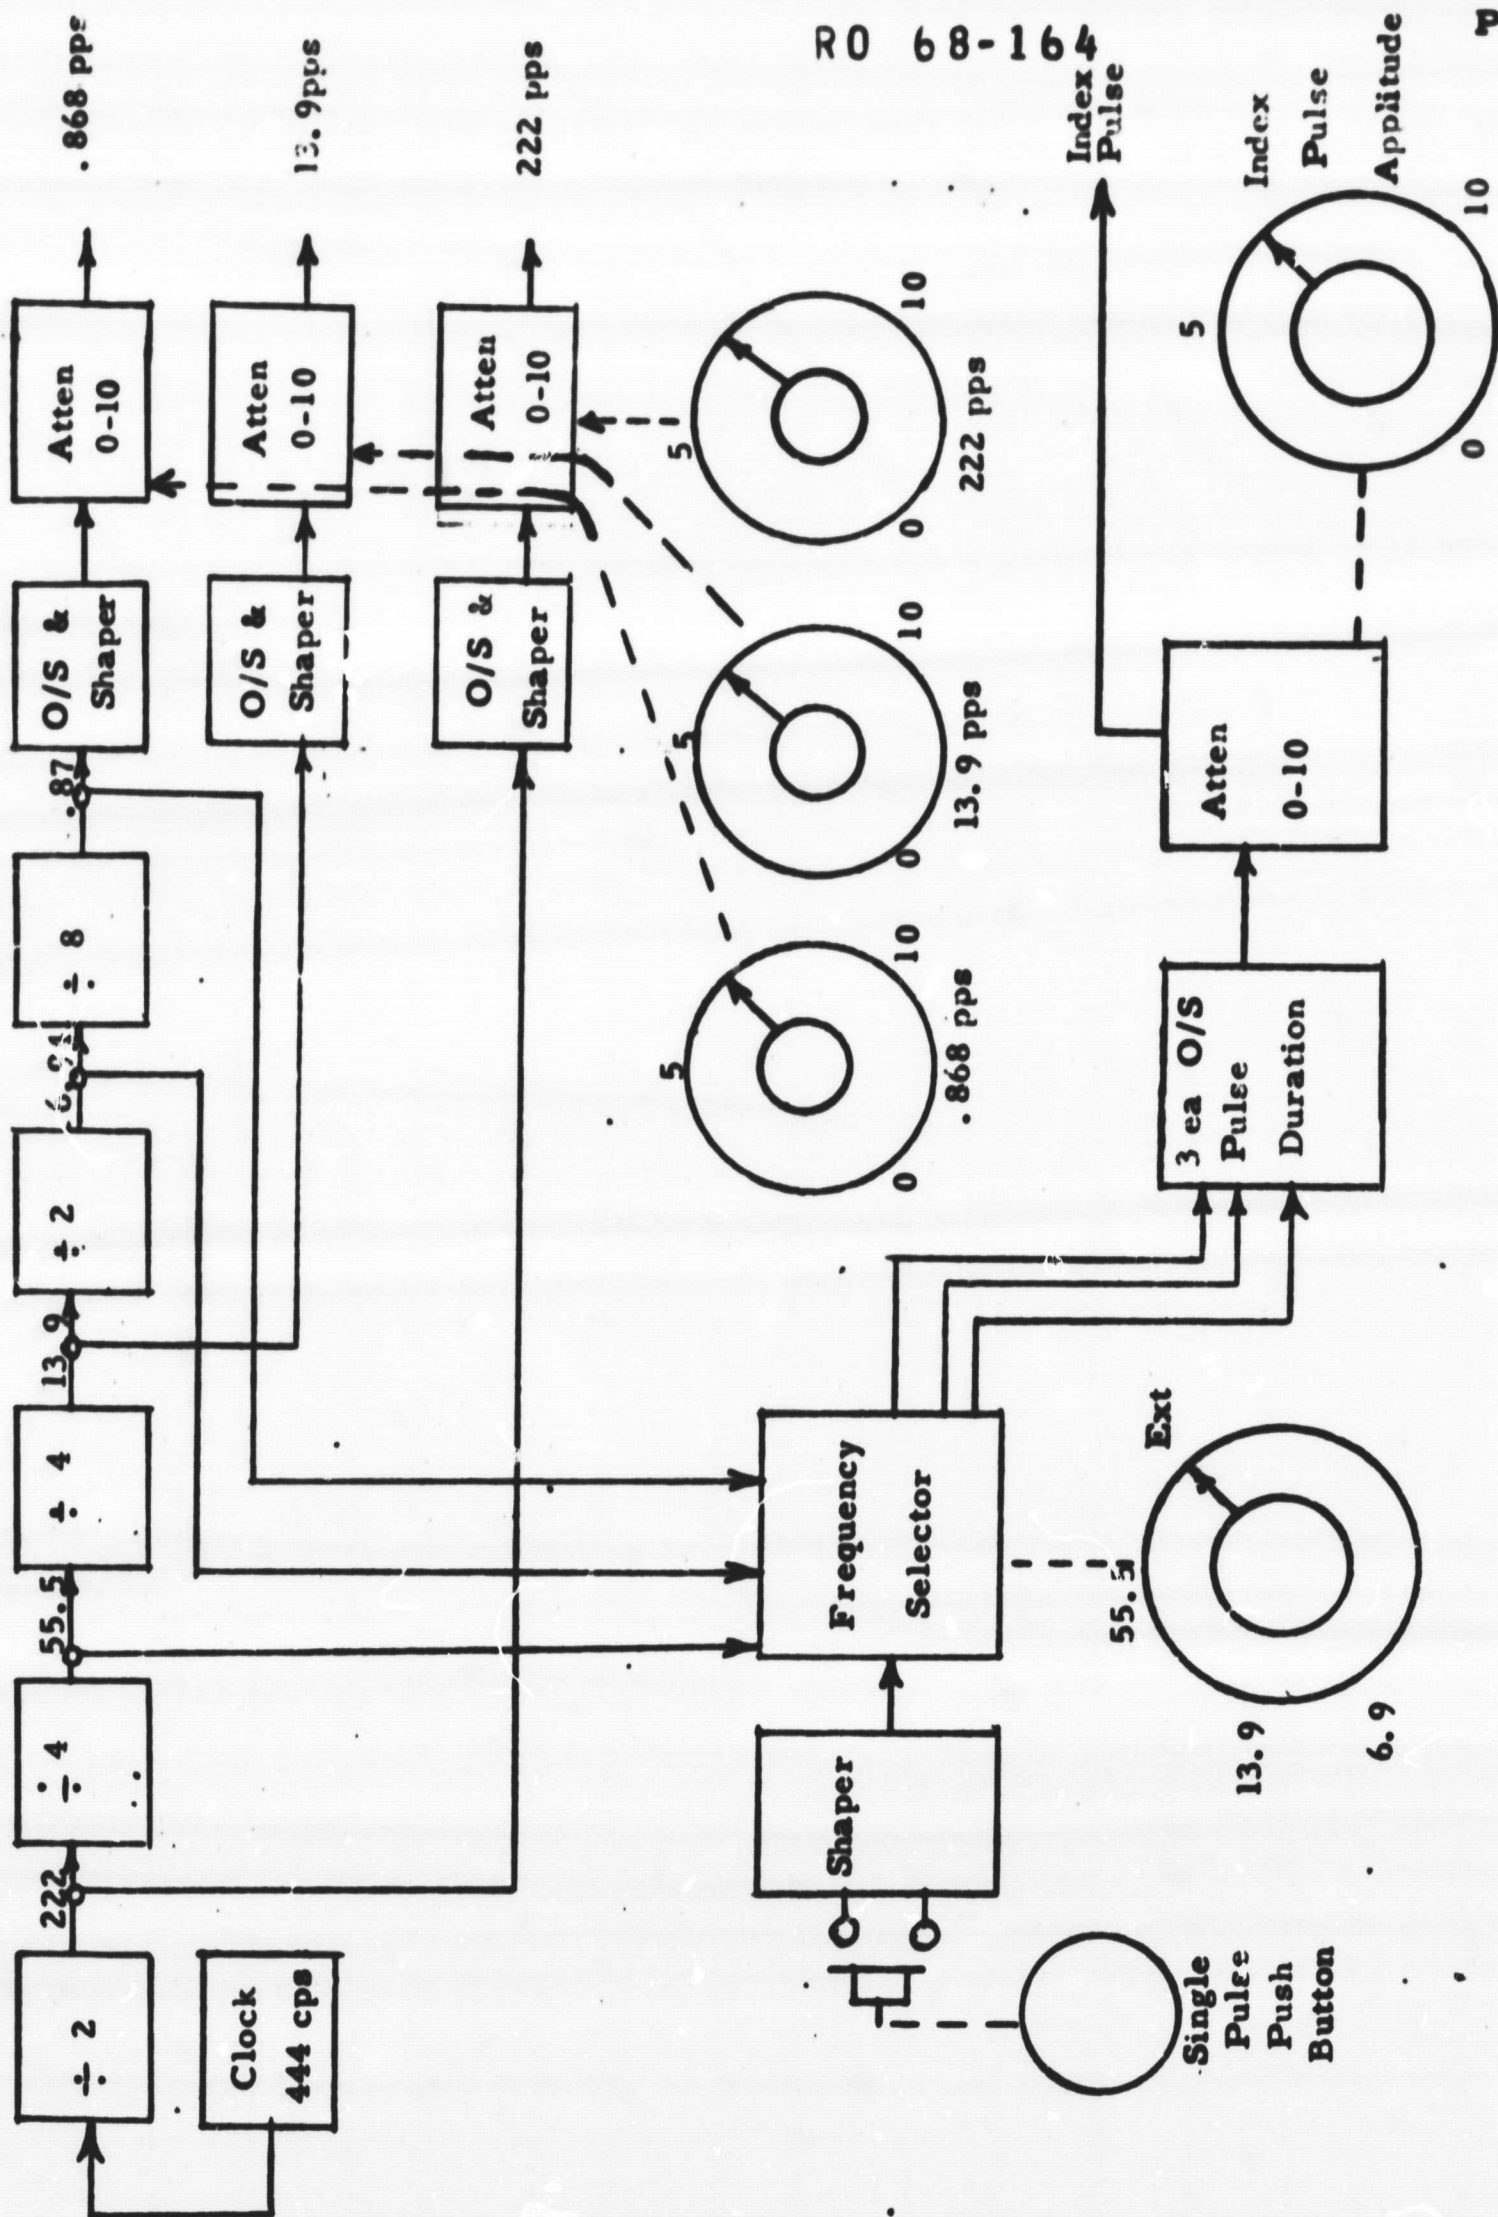 RO 68-164
÷ 2
222
÷ 4
55.5
÷ 4
13.9
÷ 2
÷ 8
.87
O/S &
Shaper
Atten
0-10
.868 pps
Clock
444 cps
O/S &
Shaper
Atten
0-10
13.9pps
O/S &
Shaper
Atten
0-10
222 pps
5
0
10
.868 pps
5
0
10
13.9 pps
5
0
10
222 pps
Shaper
Frequency
Selector
Single
Pulse
Push
Button
55.5
Ext
13.9
6.9
3 ea O/S
Pulse
Duration
Atten
0-10
Index
Pulse
Index
Pulse
Applitude
5
0
10